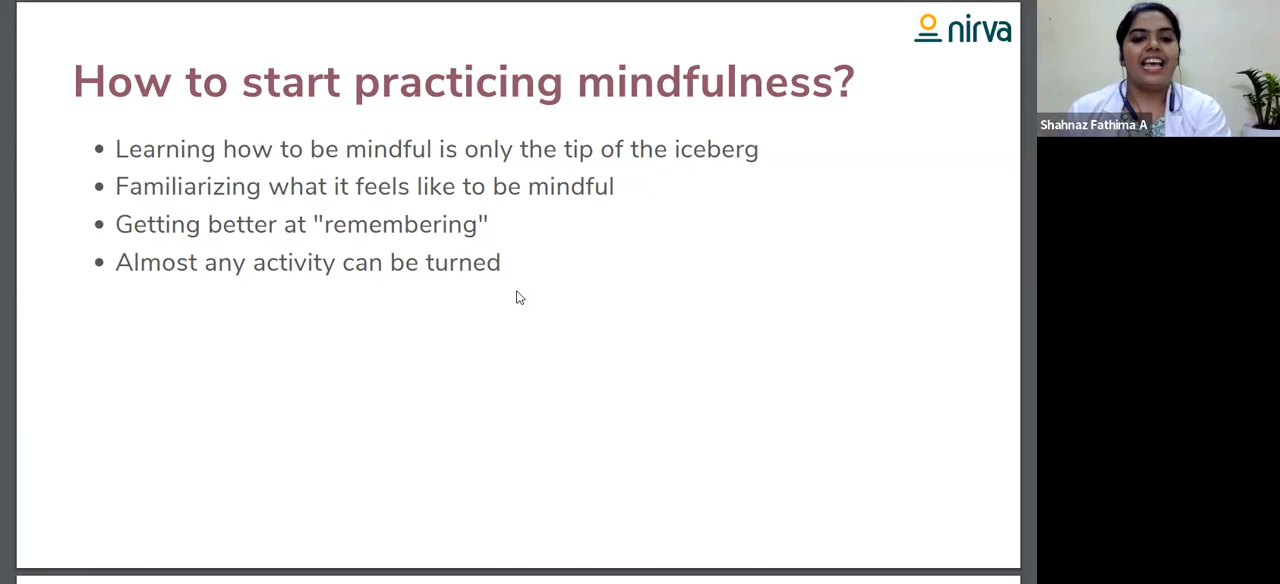 nirva
How to start practicing mindfulness?
• Learning how to be mindful is only the tip of the iceberg
• Familiarizing what it feels like to be mindful
• Getting better at "remembering"
• Almost any activity can be turned
Shahnaz Fathima A